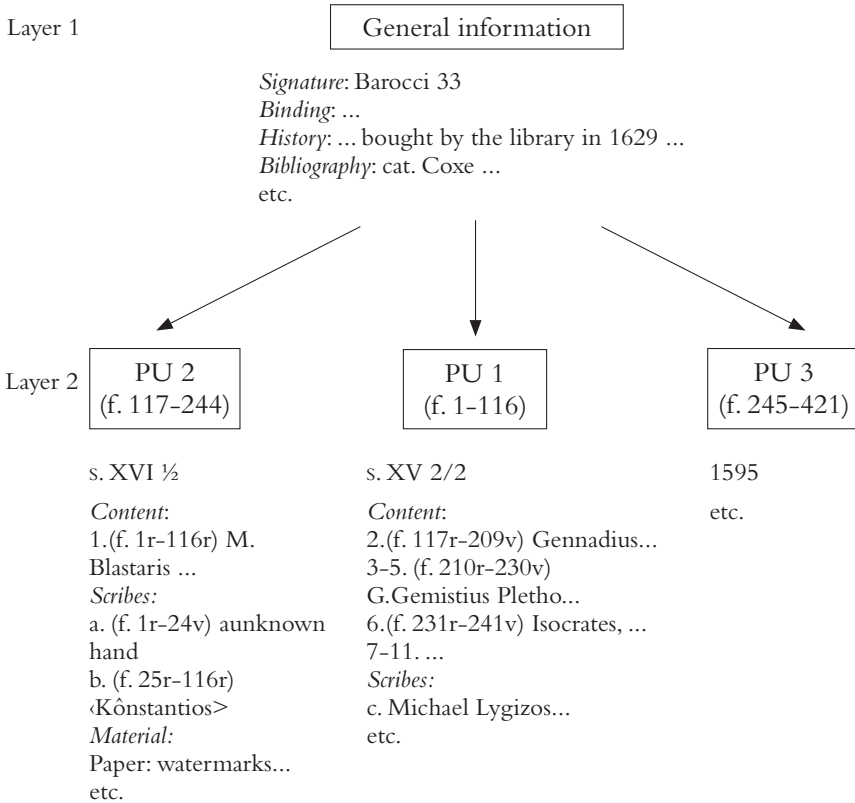 Layer 1
General information
Signature: Barocci 33
Binding: ...
History: ... bought by the library in 1629 ...
Bibliography: cat. Coxe ...
etc.
Layer 2
PU 2
(f. 117-244)
s. XVI ½
Content:
1.(f. 1r-116r) M.
Blastaris ...
Scribes:
a. (f. 1r-24v) aunknown
hand
b. (f. 25r-116r)
‹Kônstantios>
Material:
Paper: watermarks...
etc.
PU 1
(f. 1-116)
s. XV 2/2
Content:
2.(f. 117r-209v) Gennadius...
3-5. (f. 210r-230v)
G.Gemistius Pletho...
6.(f. 231r-241v) Isocrates, ...
7-11. ...
Scribes:
c. Michael Lygizos...
etc.
PU 3
(f. 245-421)
1595
etc.